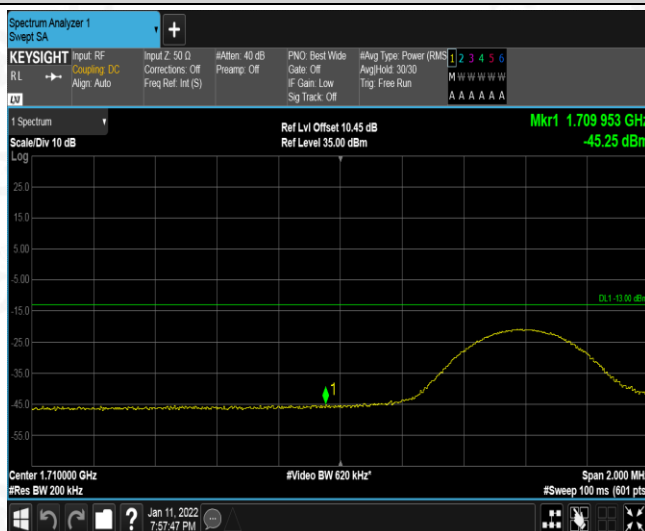 Spectrum Analyzer 1
Swept SA
KEYSIGHT
RL
LXI
Input: RF
Coupling: DC
Align: Auto
Input Z: 50 Ω
Corrections: Off
Freq Ref: Int (S)
#Atten: 40 dB
Preamp: Off
PNO: Best Wide
Gate: Off
IF Gain: Low
Sig Track: Off
#Avg Type: Power (RMS
Avg|Hold: 30/30
Trig: Free Run
1 2 3 4 5 6
M W W W W W
A A A A A A
1 Spectrum
Scale/Div 10 dB
Log
Ref Lvl Offset 10.45 dB
Ref Level 35.00 dBm
Mkr1 1.709 953 GHz
-45.25 dBm
25.0
15.0
5.00
-5.00
DL1 -13.00 dBm
-15.0
-25.0
-35.0
1
-45.0
-55.0
Center 1.710000 GHz
#Res BW 200 kHz
#Video BW 620 kHz*
Span 2.000 MHz
#Sweep 100 ms (601 pts)
?
Jan 11, 2022
7:57:47 PM